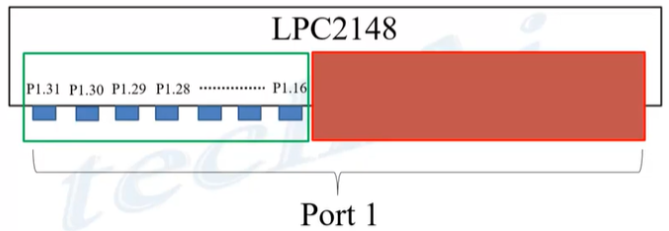 LPC2148
P1.31 P1.30 P1.29 P1.28 ................ P1.16
Port 1